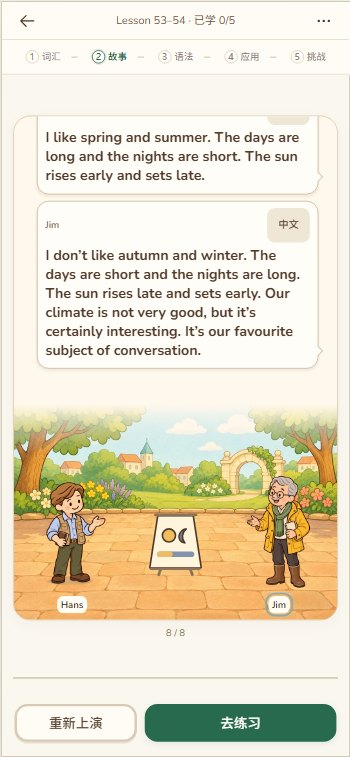 Lesson 53–54 · 已学 0/5
1 词汇 – 2 故事 – 3 语法 – 4 应用 – 5 挑战
I like spring and summer. The days are
long and the nights are short. The sun
rises early and sets late.
Jim 中文
I don’t like autumn and winter. The
days are short and the nights are long.
The sun rises late and sets early. Our
climate is not very good, but it’s
certainly interesting. It’s our favourite
subject of conversation.
Hans Jim
8 / 8
重新上演 去练习